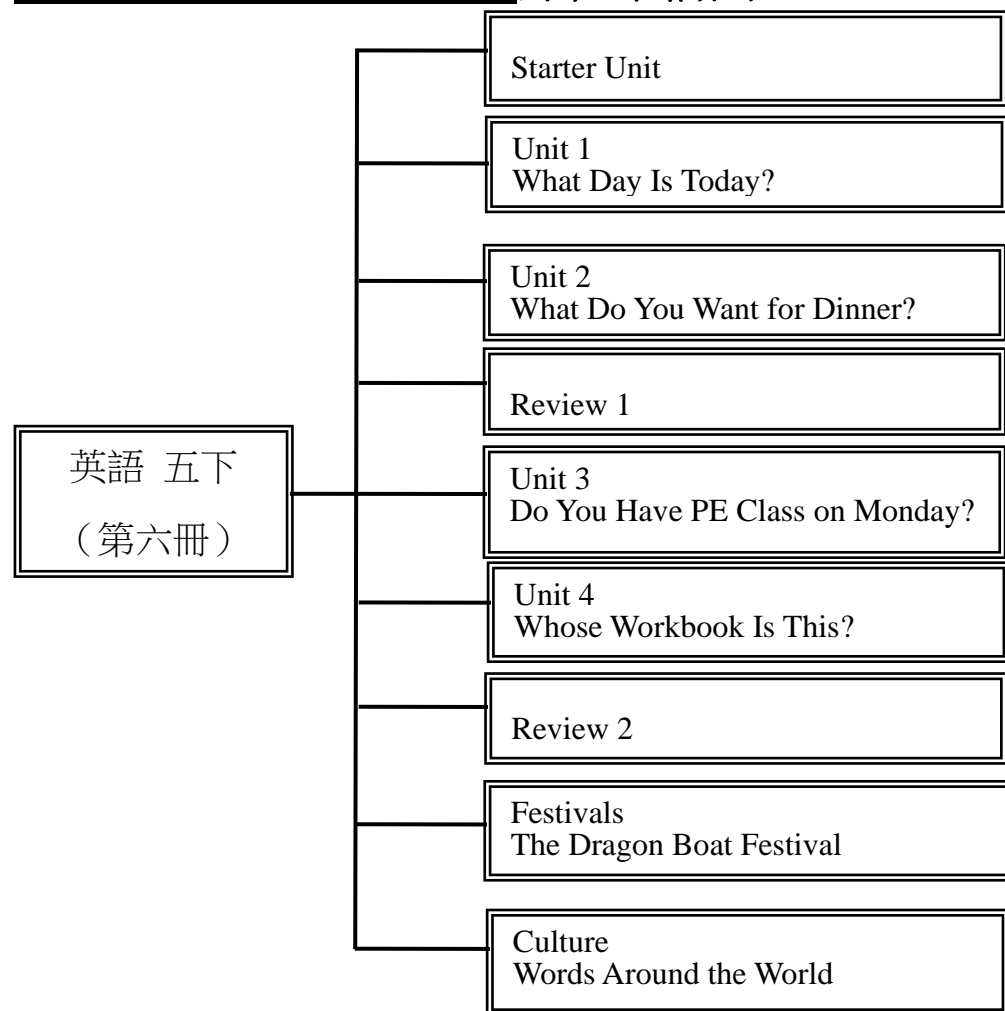 Starter Unit
Unit 1
What Day Is Today?
Unit 2
What Do You Want for Dinner?
Review 1
英語 五下
（第六冊）
Unit 3
Do You Have PE Class on Monday?
Unit 4
Whose Workbook Is This?
Review 2
Festivals
The Dragon Boat Festival
Culture
Words Around the World